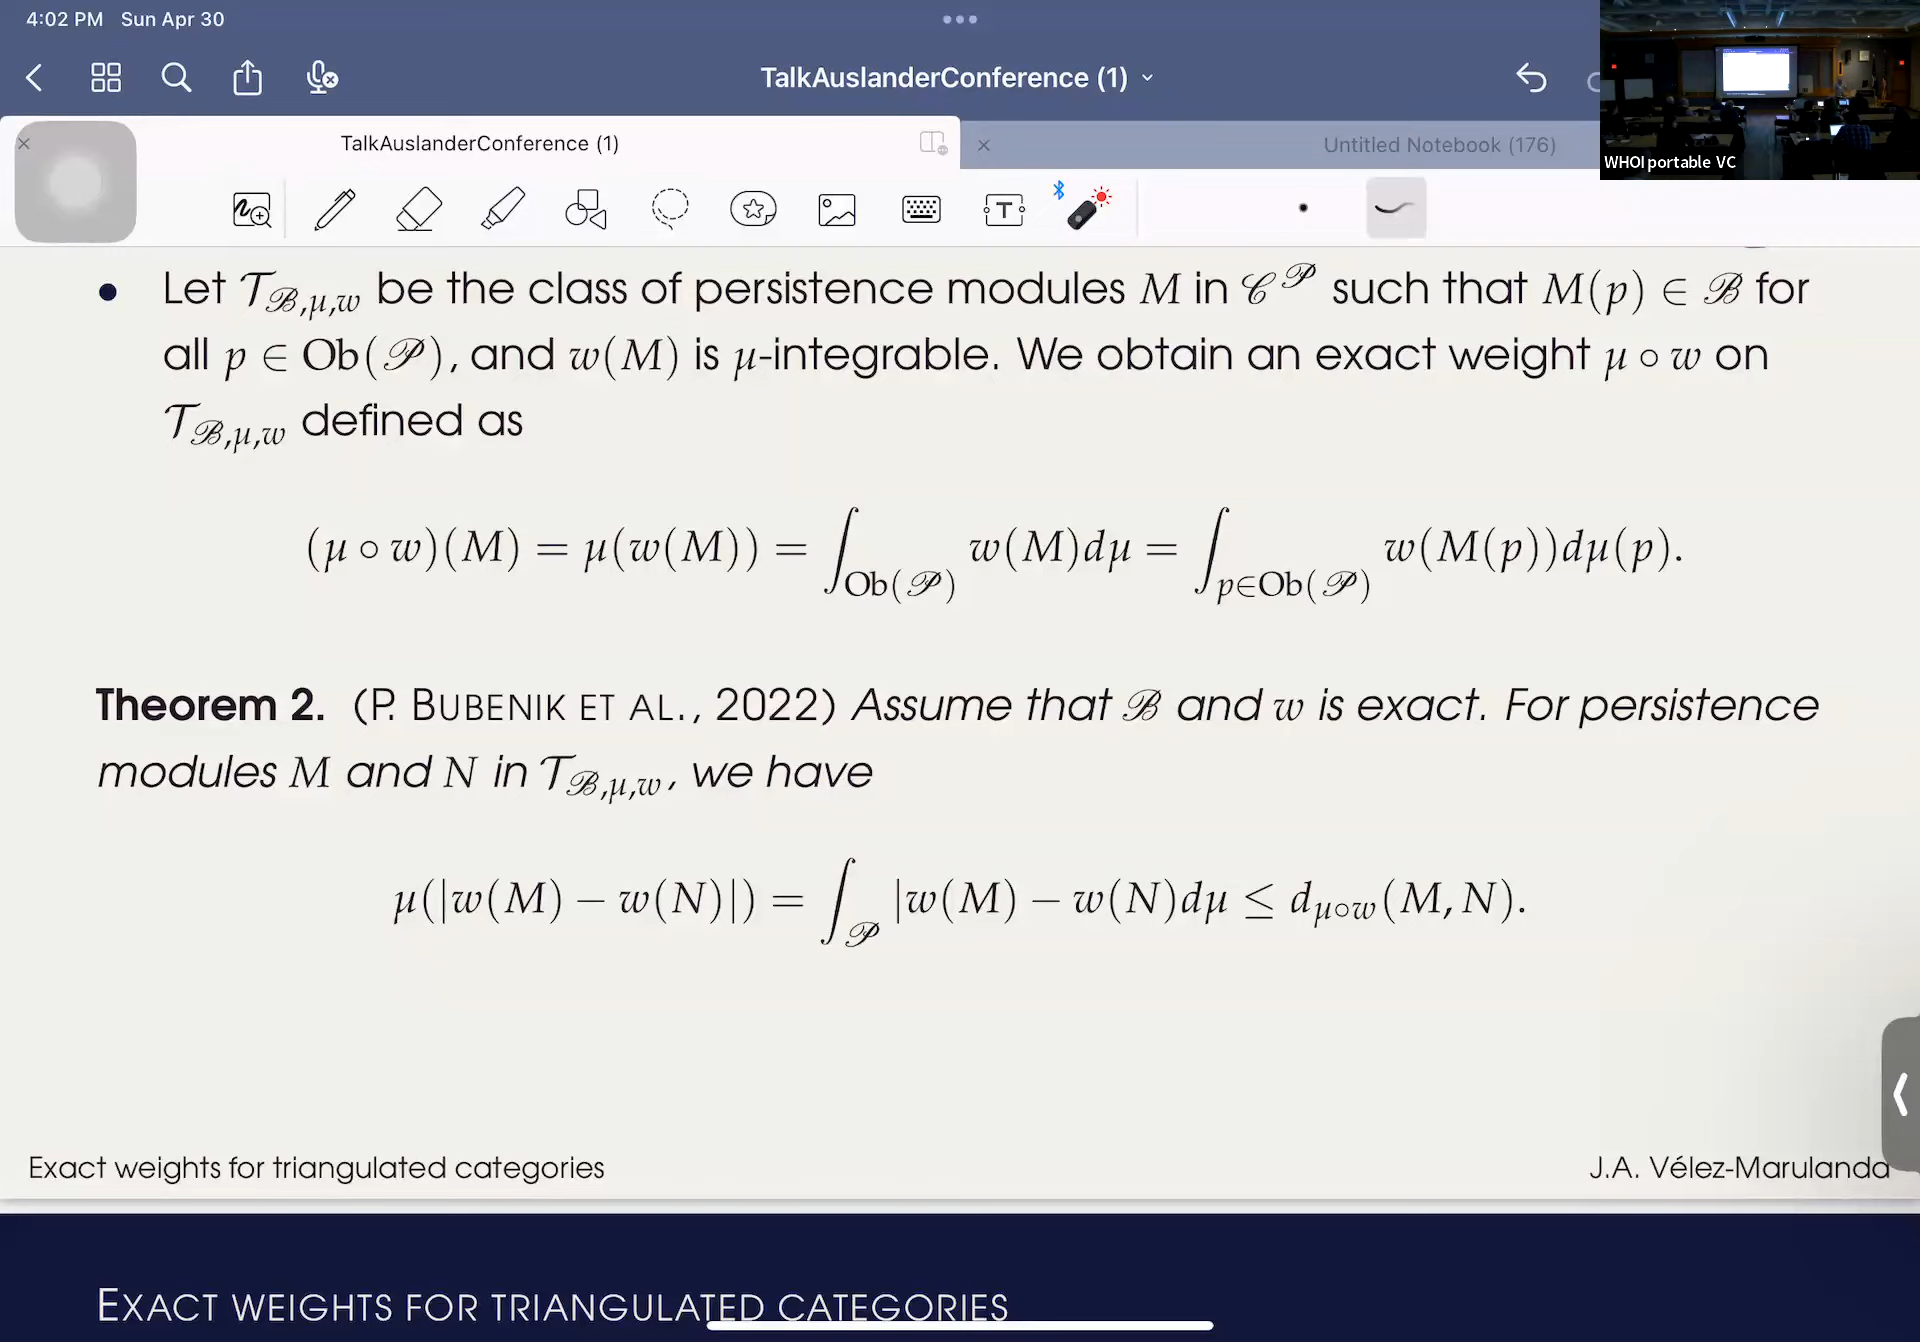 4:02 PM Sun Apr 30
TalkAuslanderConference (1)
WHOI portable VC
TalkAuslanderConference (1)
Untitled Notebook (176)
• Let 𝒯_{ℬ,μ,w} be the class of persistence modules M in 𝒞^𝒫 such that M(p) ∈ ℬ for
all p ∈ Ob(𝒫), and w(M) is μ-integrable. We obtain an exact weight μ ∘ w on
𝒯_{ℬ,μ,w} defined as
(μ ∘ w)(M) = μ(w(M)) = ∫_{Ob(𝒫)} w(M)dμ = ∫_{p∈Ob(𝒫)} w(M(p))dμ(p).
Theorem 2. (P. BUBENIK ET AL., 2022) Assume that ℬ and w is exact. For persistence
modules M and N in 𝒯_{ℬ,μ,w}, we have
μ(|w(M) − w(N)|) = ∫_𝒫 |w(M) − w(N)dμ ≤ d_{μ∘w}(M, N).
Exact weights for triangulated categories
J.A. Vélez-Marulanda
EXACT WEIGHTS FOR TRIANGULATED CATEGORIES